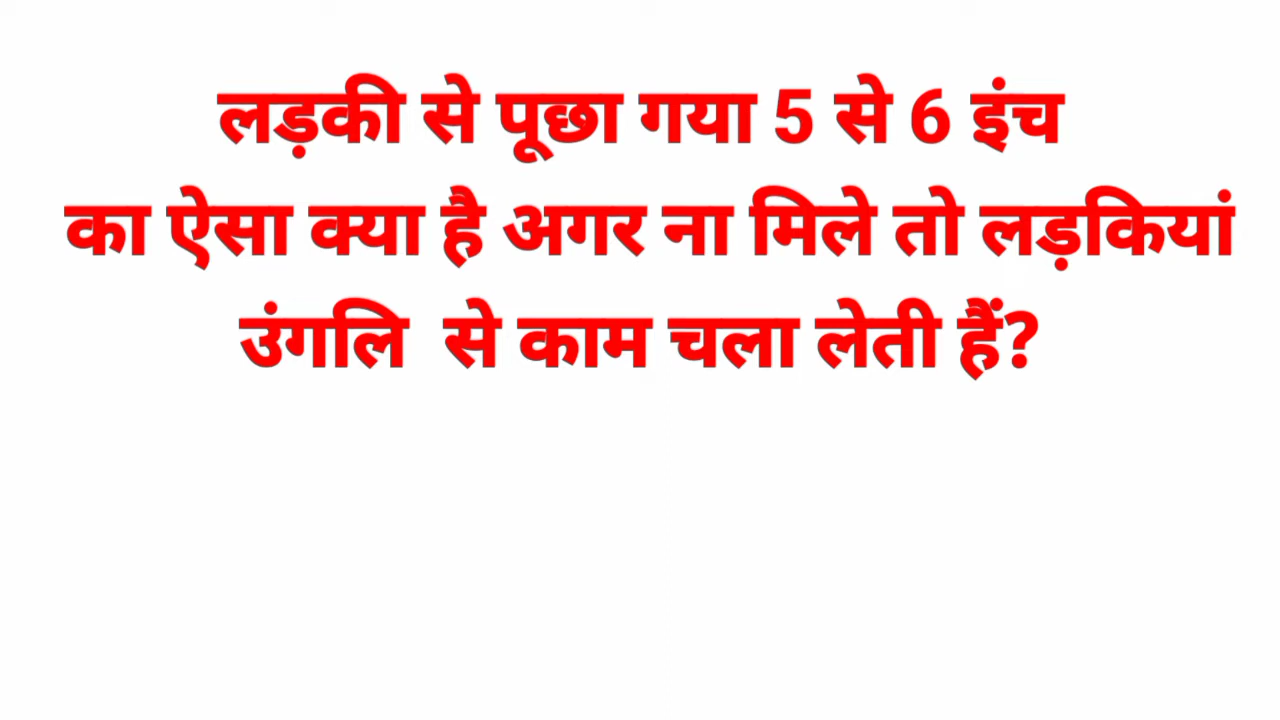 लड़की से पूछा गया 5 से 6 इंच
का ऐसा क्या है अगर ना मिले तो लड़कियां
उंगलि से काम चला लेती हैं?